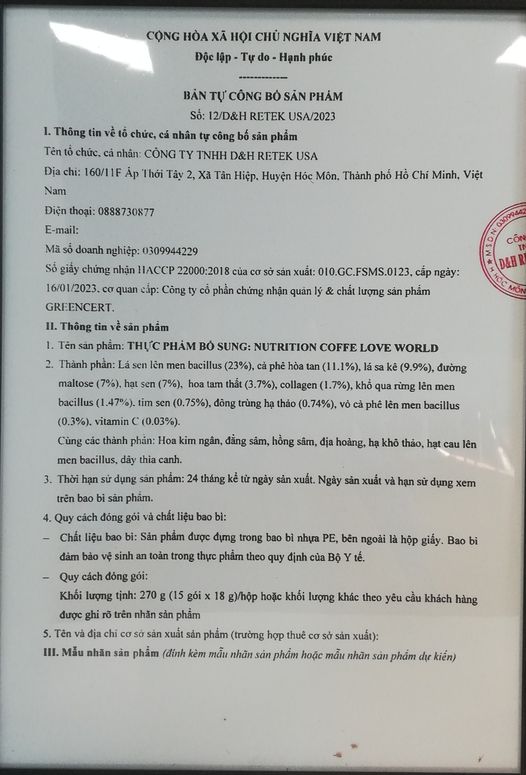 CỘNG HÒA XÃ HỘI CHỦ NGHĨA VIỆT NAM
Độc lập - Tự do - Hạnh phúc
-------------
BẢN TỰ CÔNG BỐ SẢN PHẨM
Số: 12/D&H RETEK USA/2023
I. Thông tin về tổ chức, cá nhân tự công bố sản phẩm
Tên tổ chức, cá nhân: CÔNG TY TNHH D&H RETEK USA
Địa chỉ: 160/11F Ấp Thới Tây 2, Xã Tân Hiệp, Huyện Hóc Môn, Thành phố Hồ Chí Minh, Việt
Nam
Điện thoại: 0888730877
E-mail:
Mã số doanh nghiệp: 0309944229
Số giấy chứng nhận HACCP 22000:2018 của cơ sở sản xuất: 010.GC.FSMS.0123, cấp ngày:
16/01/2023, cơ quan cấp: Công ty cổ phần chứng nhận quản lý & chất lượng sản phẩm
GREENCERT.
II. Thông tin về sản phẩm
1. Tên sản phẩm: THỰC PHẨM BỔ SUNG: NUTRITION COFFE LOVE WORLD
2. Thành phần: Lá sen lên men bacillus (23%), cà phê hòa tan (11.1%), lá sa kê (9.9%), đường
maltose (7%), hạt sen (7%), hoa tam thất (3.7%), collagen (1.7%), khổ qua rừng lên men
bacillus (1.47%). tim sen (0.75%), đông trùng hạ thảo (0.74%), vỏ cà phê lên men bacillus
(0.3%), vitamin C (0.03%).
Cùng các thành phần: Hoa kim ngân, đẳng sâm, hồng sâm, địa hoàng, hạ khô thảo, hạt cau lên
men bacillus, dây thìa canh.
3. Thời hạn sử dụng sản phẩm: 24 tháng kể từ ngày sản xuất. Ngày sản xuất và hạn sử dụng xem
trên bao bì sản phẩm.
4. Quy cách đóng gói và chất liệu bao bì:
– Chất liệu bao bì: Sản phẩm được đựng trong bao bì nhựa PE, bên ngoài là hộp giấy. Bao bì
đảm bảo vệ sinh an toàn trong thực phẩm theo quy định của Bộ Y tế.
– Quy cách đóng gói:
Khối lượng tịnh: 270 g (15 gói x 18 g)/hộp hoặc khối lượng khác theo yêu cầu khách hàng
được ghi rõ trên nhãn sản phẩm
5. Tên và địa chỉ cơ sở sản xuất sản phẩm (trường hợp thuê cơ sở sản xuất):
III. Mẫu nhãn sản phẩm (đính kèm mẫu nhãn sản phẩm hoặc mẫu nhãn sản phẩm dự kiến)